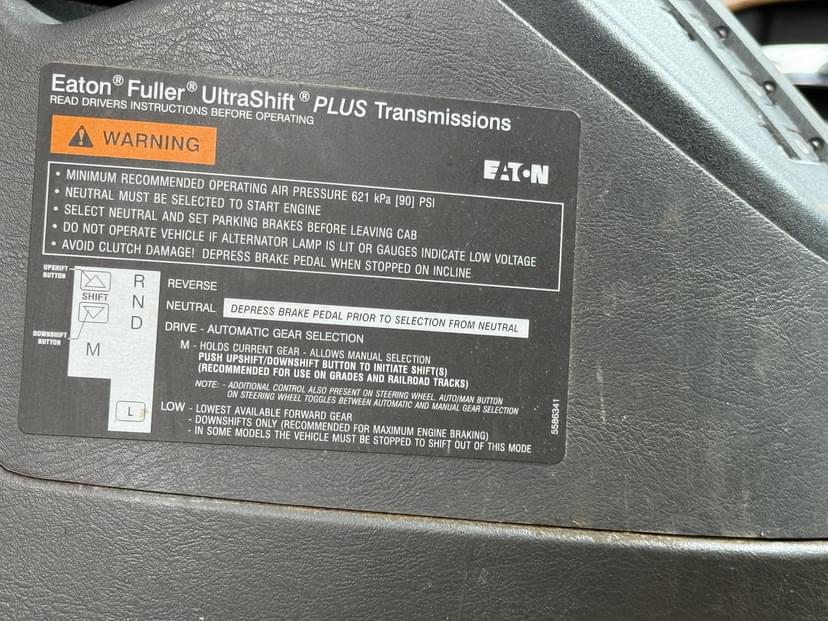 Eaton® Fuller® UltraShift® PLUS Transmissions
READ DRIVERS INSTRUCTIONS BEFORE OPERATING
WARNING
EATON
• MINIMUM RECOMMENDED OPERATING AIR PRESSURE 621 kPa [90] PSI
• NEUTRAL MUST BE SELECTED TO START ENGINE
• SELECT NEUTRAL AND SET PARKING BRAKES BEFORE LEAVING CAB
• DO NOT OPERATE VEHICLE IF ALTERNATOR LAMP IS LIT OR GAUGES INDICATE LOW VOLTAGE
• AVOID CLUTCH DAMAGE! DEPRESS BRAKE PEDAL WHEN STOPPED ON INCLINE
UPSHIFT
BUTTON
SHIFT
DOWNSHIFT
BUTTON
R
N
D
M
L
REVERSE
NEUTRAL DEPRESS BRAKE PEDAL PRIOR TO SELECTION FROM NEUTRAL
DRIVE - AUTOMATIC GEAR SELECTION
M - HOLDS CURRENT GEAR - ALLOWS MANUAL SELECTION
PUSH UPSHIFT/DOWNSHIFT BUTTON TO INITIATE SHIFT(S)
(RECOMMENDED FOR USE ON GRADES AND RAILROAD TRACKS)
NOTE: - ADDITIONAL CONTROL ALSO PRESENT ON STEERING WHEEL. AUTO/MAN BUTTON
ON STEERING WHEEL TOGGLES BETWEEN AUTOMATIC AND MANUAL GEAR SELECTION
LOW - LOWEST AVAILABLE FORWARD GEAR
- DOWNSHIFTS ONLY (RECOMMENDED FOR MAXIMUM ENGINE BRAKING)
- IN SOME MODELS THE VEHICLE MUST BE STOPPED TO SHIFT OUT OF THIS MODE
5586341